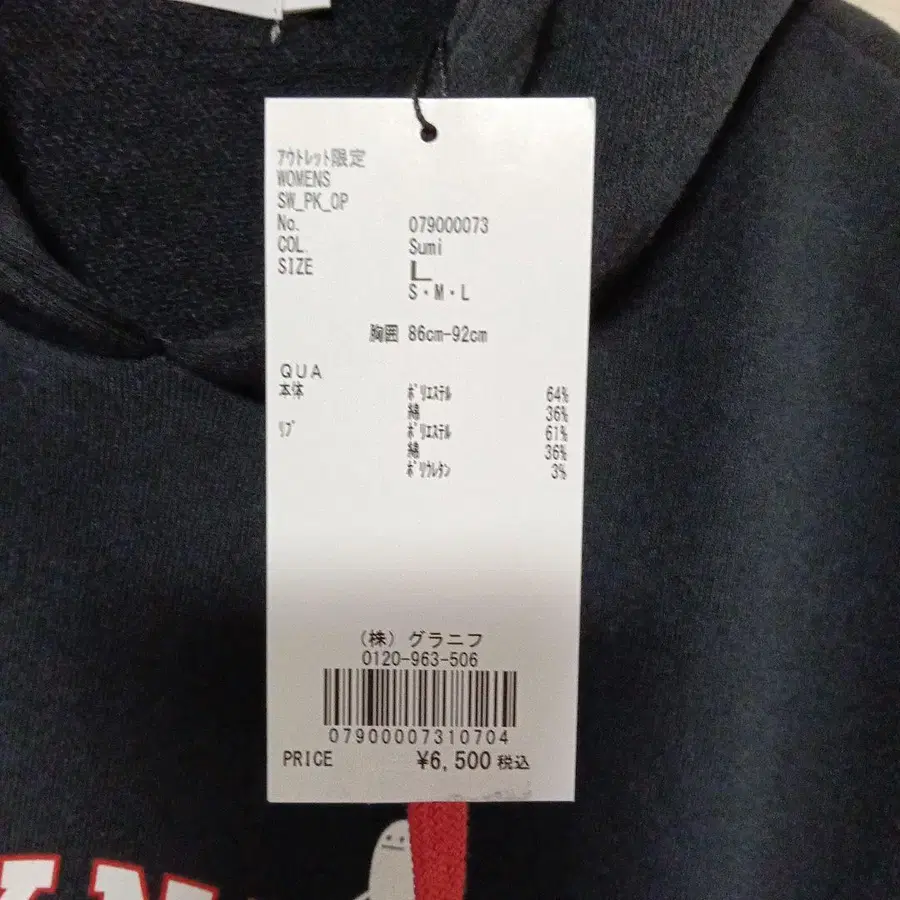 ｱｳﾄﾚｯﾄ限定
WOMENS
SW_PK_OP
No. 079000073
COL. Sumi
SIZE L
S・M・L
胸囲 86cm-92cm
QUA
本体 ﾎﾟﾘｴｽﾃﾙ 64%
綿 36%
ﾘﾌﾞ ﾎﾟﾘｴｽﾃﾙ 61%
綿 36%
ﾎﾟﾘｳﾚﾀﾝ 3%
(株) グラニフ
0120-963-506
07900007310704
PRICE ¥6,500 税込